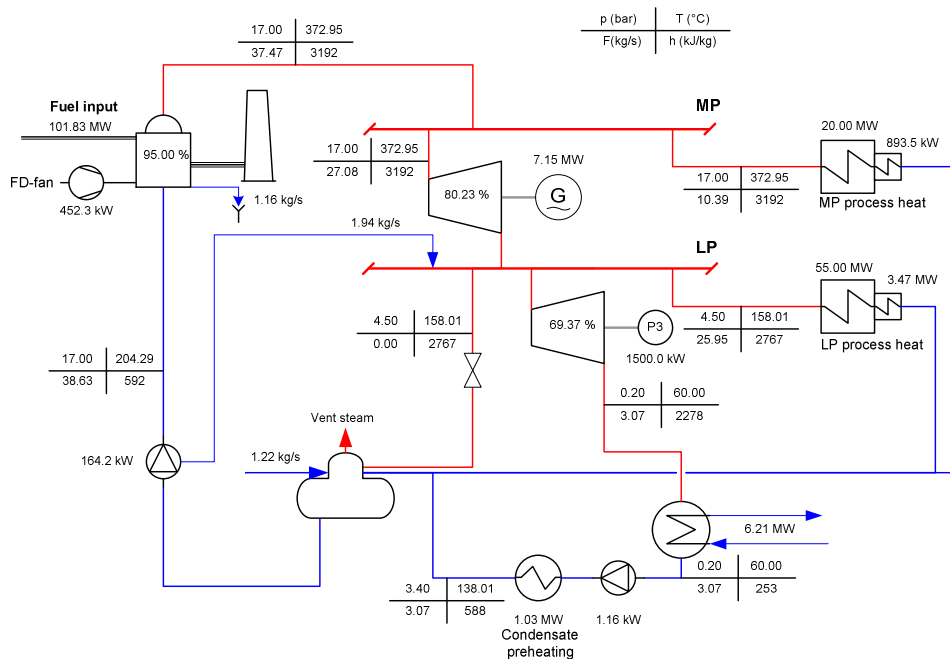 17.00 372.95
37.47 3192
p (bar) T (°C)
F(kg/s) h (kJ/kg)
Fuel input
101.83 MW
95.00 %
FD-fan
452.3 kW
1.16 kg/s
MP
17.00 372.95
27.08 3192
80.23 %
7.15 MW
G
20.00 MW
893.5 kW
17.00 372.95
10.39 3192
MP process heat
1.94 kg/s
LP
4.50 158.01
0.00 2767
69.37 %
P3
1500.0 kW
55.00 MW
3.47 MW
4.50 158.01
25.95 2767
LP process heat
17.00 204.29
38.63 592
0.20 60.00
3.07 2278
Vent steam
164.2 kW
1.22 kg/s
6.21 MW
0.20 60.00
3.07 253
3.40 138.01
3.07 588
1.03 MW
Condensate
preheating
1.16 kW